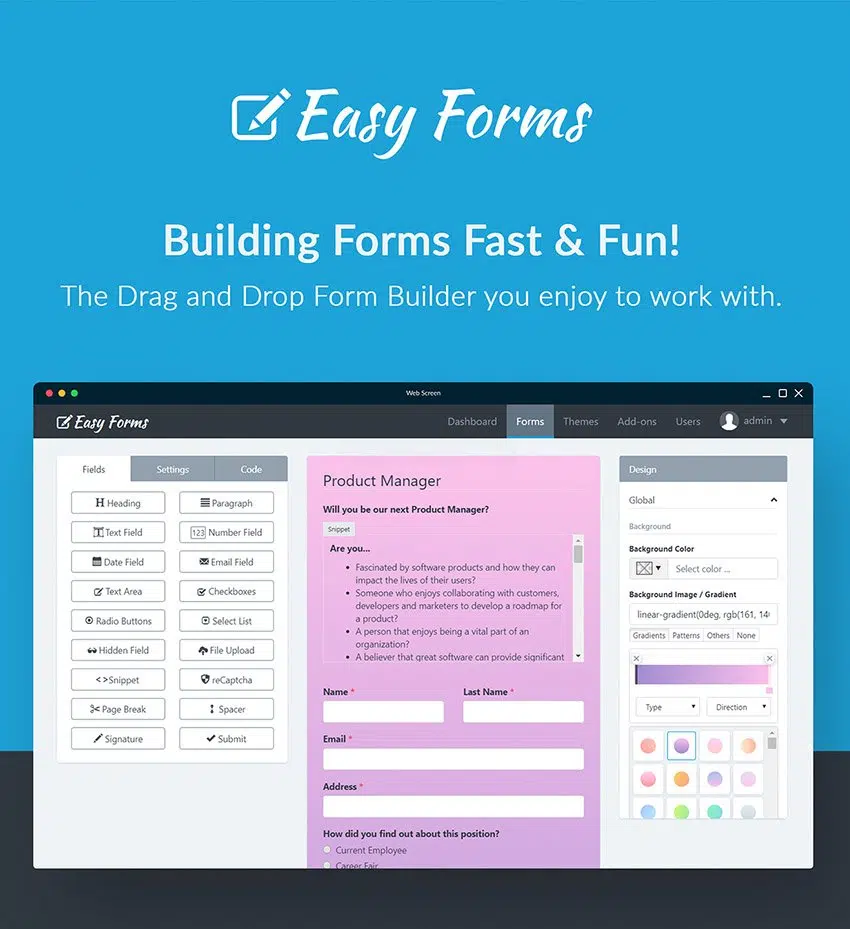 Easy Forms
Building Forms Fast & Fun!
The Drag and Drop Form Builder you enjoy to work with.
Web Screen
Easy Forms
Dashboard Forms Themes Add-ons Users admin
Fields Settings Code
H Heading
Paragraph
Text Field
123 Number Field
Date Field
Email Field
Text Area
Checkboxes
Radio Buttons
Select List
Hidden Field
File Upload
<>Snippet
reCaptcha
Page Break
Spacer
Signature
Submit
Product Manager
Will you be our next Product Manager?
Snippet
Are you...
• Fascinated by software products and how they can
impact the lives of their users?
• Someone who enjoys collaborating with customers,
developers and marketers to develop a roadmap for
a product?
• A person that enjoys being a vital part of an
organization?
• A believer that great software can provide significant
Name * Last Name *
Email *
Address *
How did you find out about this position?
Current Employee
Career Fair
Design
Global
Background
Background Color
Select color ...
Background Image / Gradient
linear-gradient(0deg, rgb(161, 14
Gradients Patterns Others None
Type Direction